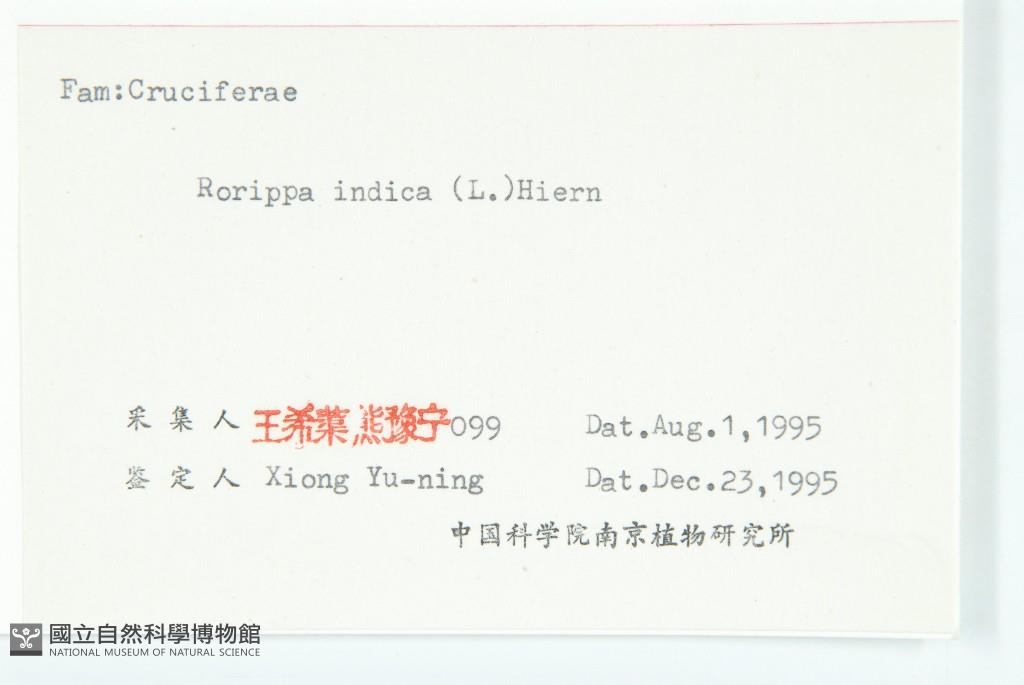 Fam:Cruciferae
Rorippa indica (L.)Hiern
采集人 王希蕖 熊豫宁 099 Dat.Aug.1,1995
鉴定人 Xiong Yu-ning Dat.Dec.23,1995
中国科学院南京植物研究所
國立自然科學博物館
NATIONAL MUSEUM OF NATURAL SCIENCE